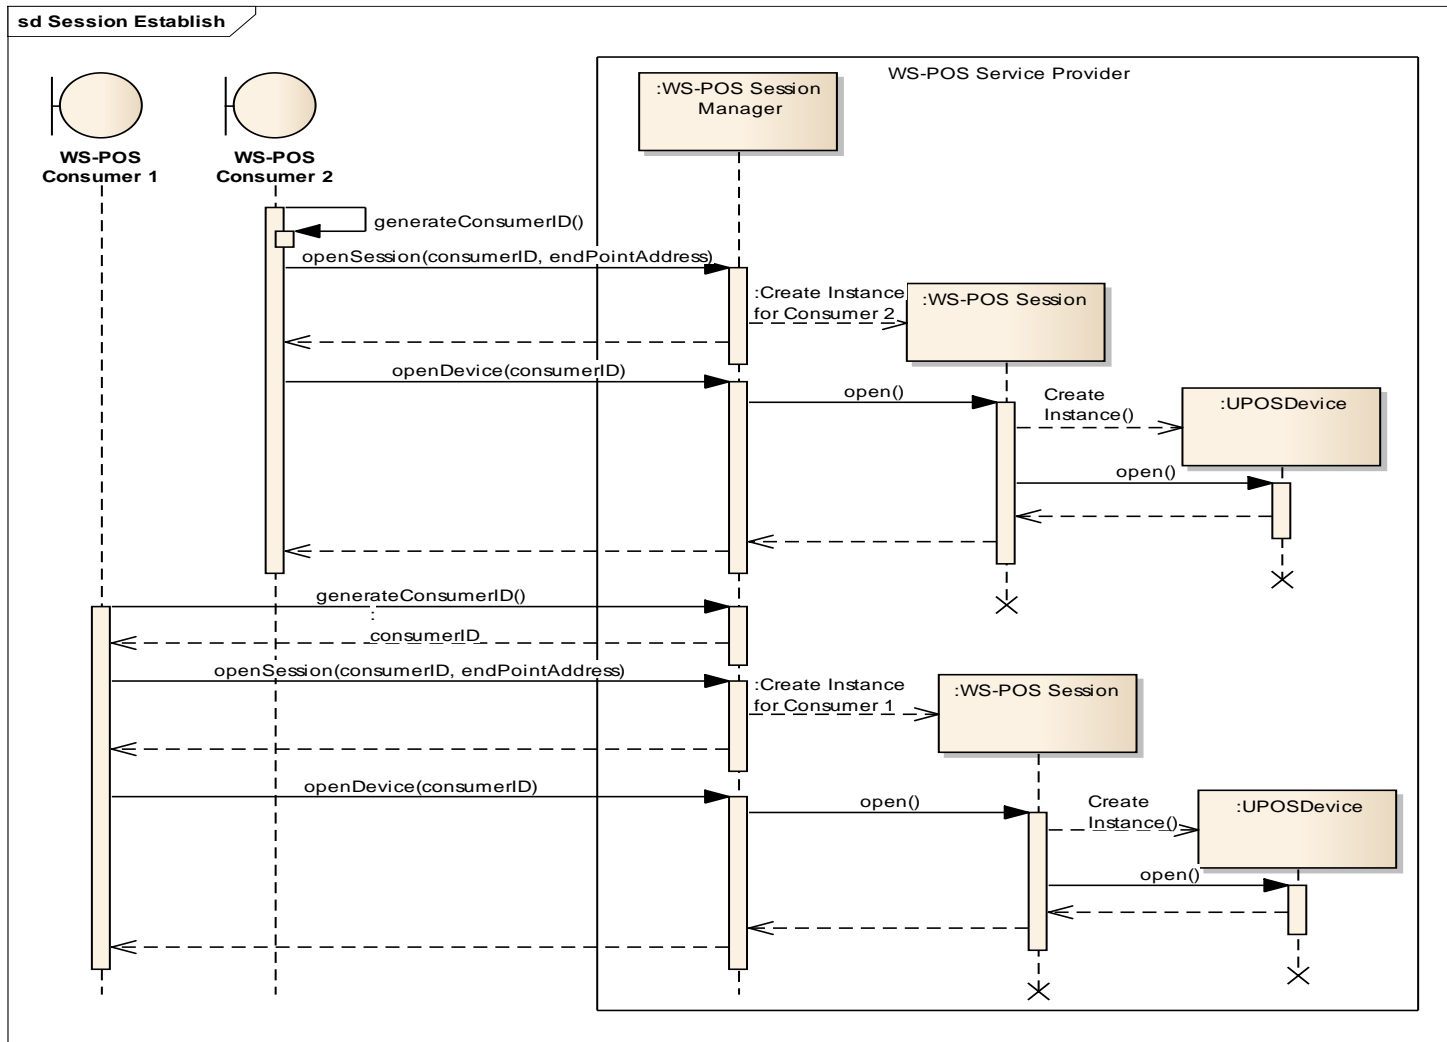 sd Session Establish
WS-POS Service Provider
:WS-POS Session
Manager
WS-POS
Consumer 1
WS-POS
Consumer 2
generateConsumerID()
openSession(consumerID, endPointAddress)
:Create Instance
for Consumer 2
:WS-POS Session
openDevice(consumerID)
open()
Create
Instance()
:UPOSDevice
open()
generateConsumerID()
:
consumerID
openSession(consumerID, endPointAddress)
:Create Instance
for Consumer 1
:WS-POS Session
openDevice(consumerID)
open()
Create
Instance()
:UPOSDevice
open()